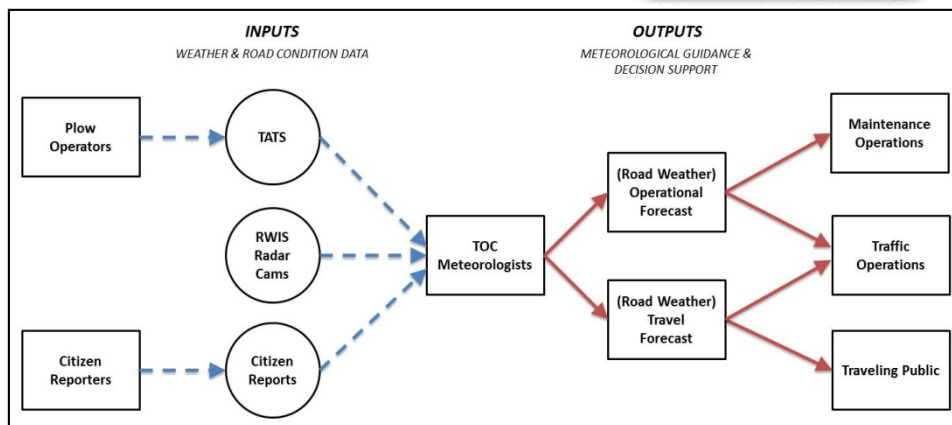 INPUTS
WEATHER & ROAD CONDITION DATA
OUTPUTS
METEOROLOGICAL GUIDANCE &
DECISION SUPPORT
Plow
Operators
TATS
RWIS
Radar
Cams
Citizen
Reporters
Citizen
Reports
TOC
Meteorologists
(Road Weather)
Operational
Forecast
(Road Weather)
Travel
Forecast
Maintenance
Operations
Traffic
Operations
Traveling Public